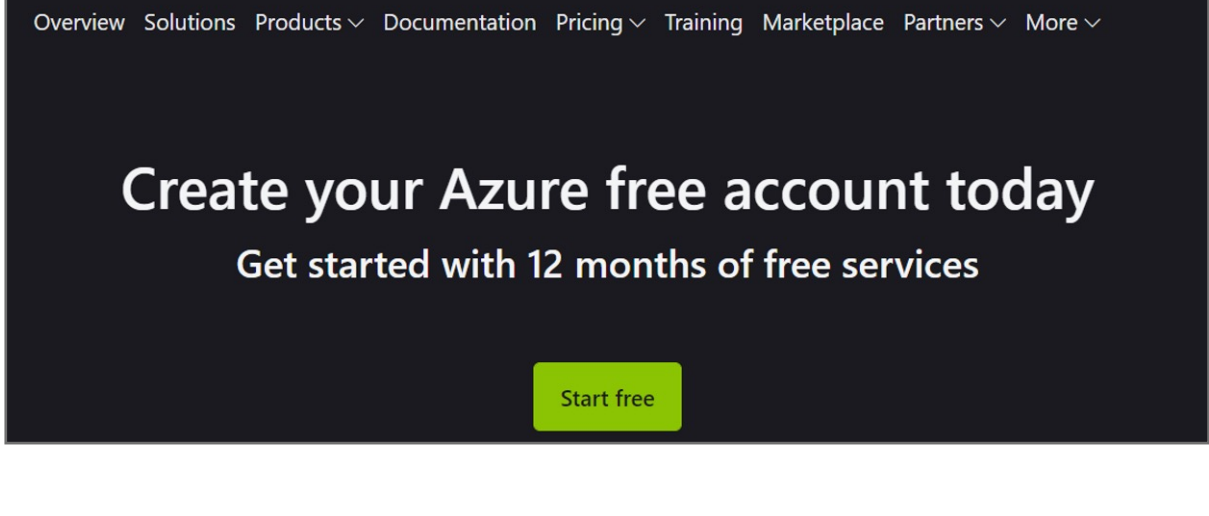 Overview Solutions Products Documentation Pricing Training Marketplace Partners More
Create your Azure free account today
Get started with 12 months of free services
Start free